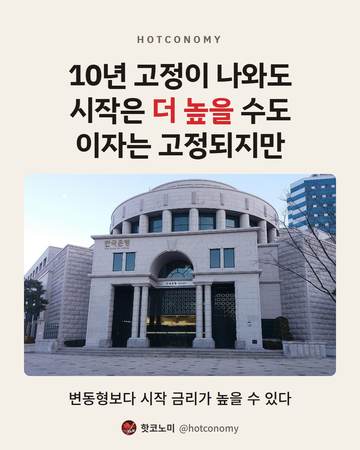 HOTCONOMY
10년 고정이 나와도
시작은 더 높을 수도
이자는 고정되지만
한국은행
변동형보다 시작 금리가 높을 수 있다
핫코노미 @hotconomy